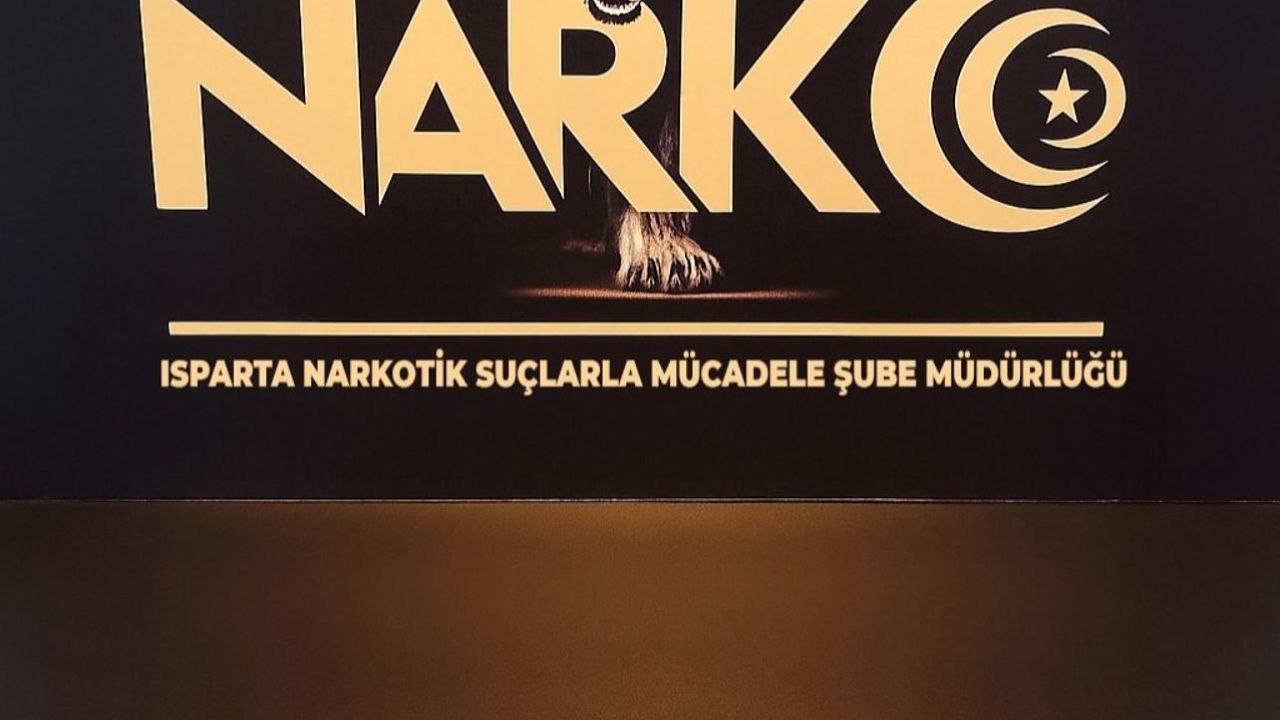 NARKO
ISPARTA NARKOTİK SUÇLARLA MÜCADELE ŞUBE MÜDÜRLÜĞÜ